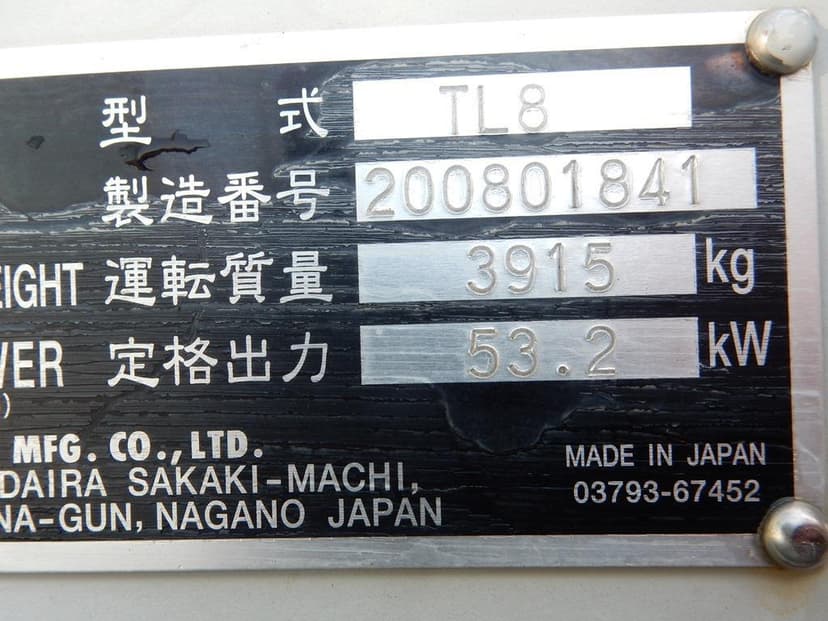 型式 TL8
製造番号 200801841
EIGHT 運転質量 3915 kg
WER 定格出力 53.2 kW
)
MFG. CO., LTD.
DAIRA SAKAKI-MACHI,
NA-GUN, NAGANO JAPAN
MADE IN JAPAN
03793-67452